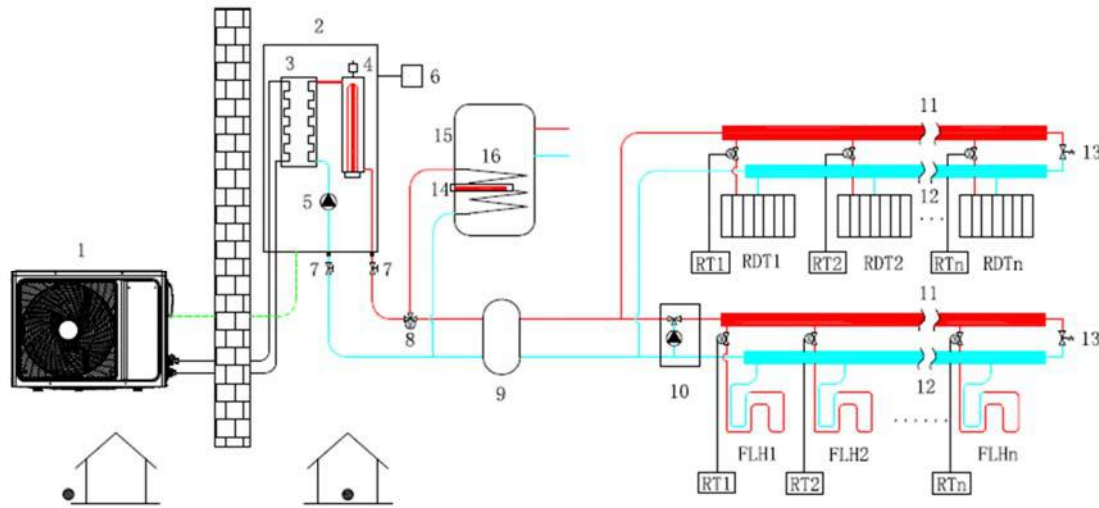 1
2
3
4
5
6
7
7
8
9
10
15
16
14
11
13
12
RT1
RDT1
RT2
RDT2
RTn
RDTn
....
11
13
12
FLH1
FLH2
......
FLHn
RT1
RT2
RTn